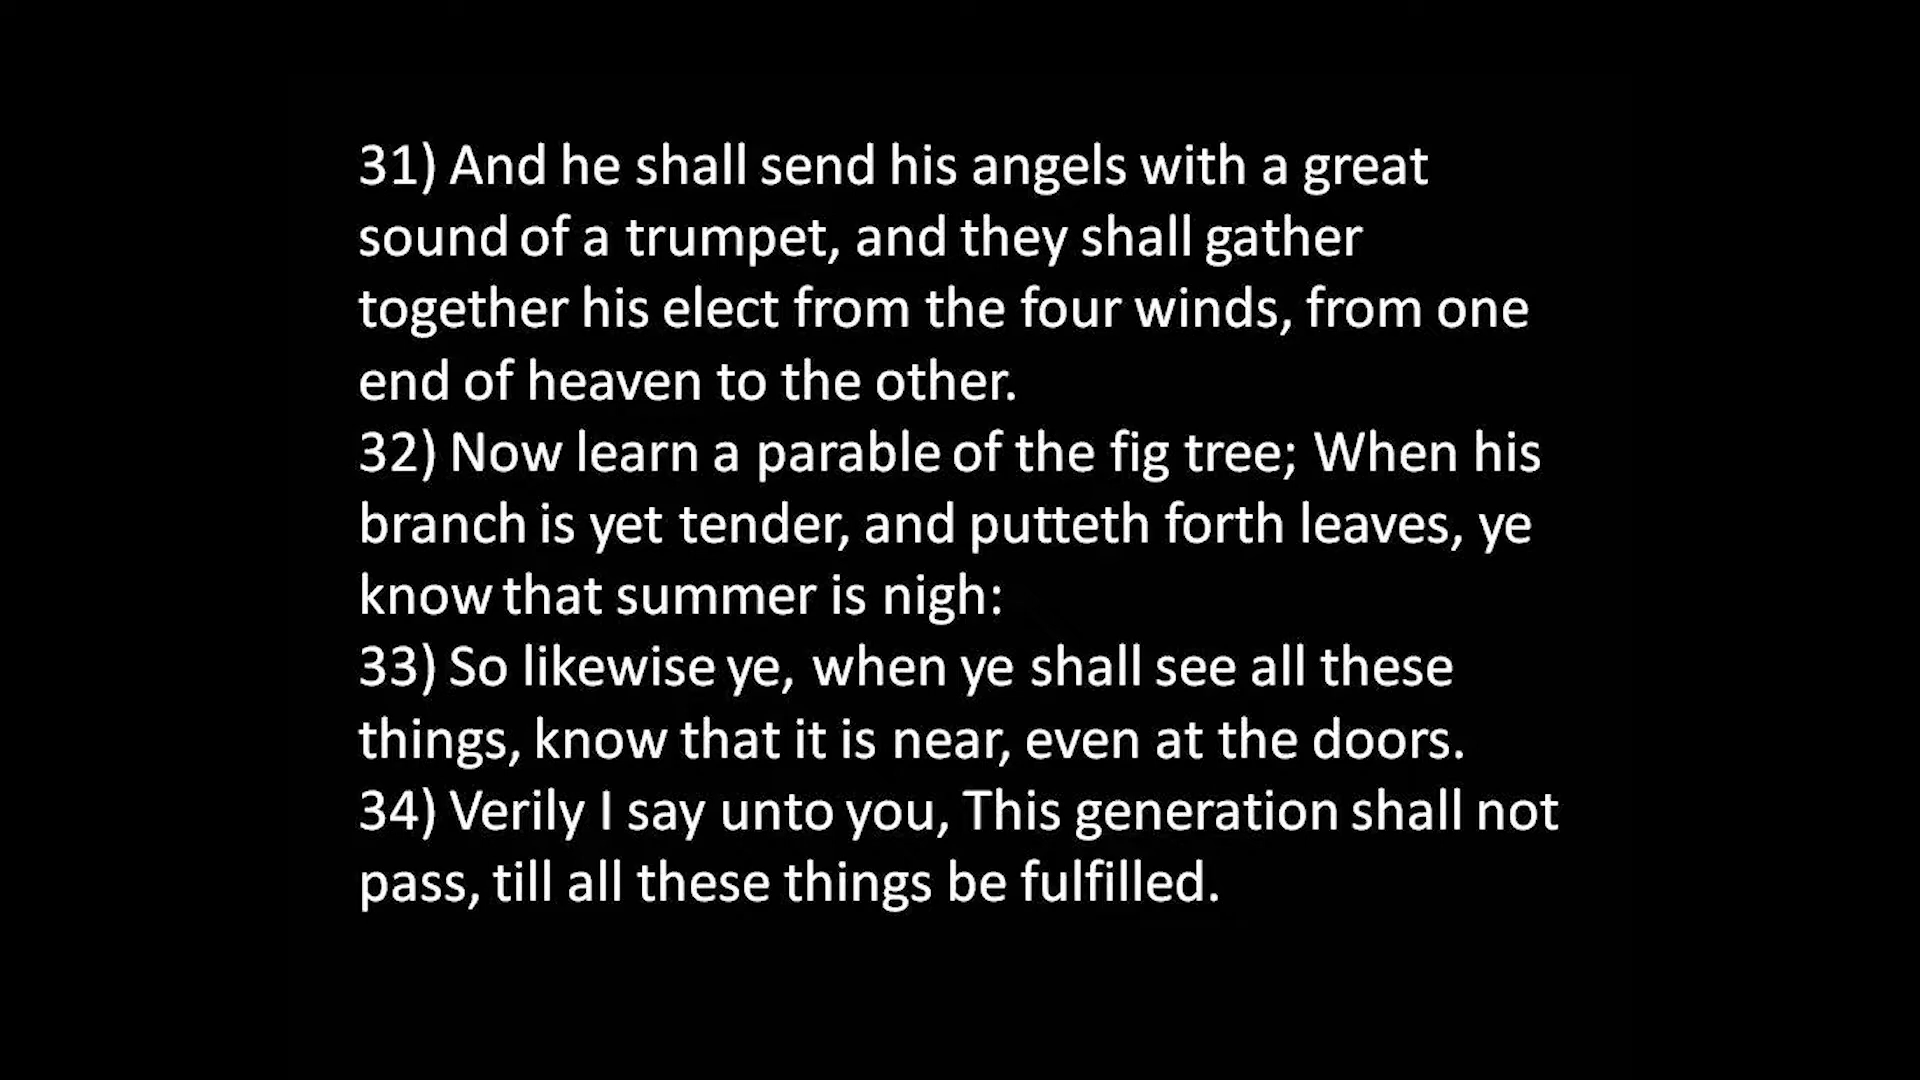 31) And he shall send his angels with a great
sound of a trumpet, and they shall gather
together his elect from the four winds, from one
end of heaven to the other.
32) Now learn a parable of the fig tree; When his
branch is yet tender, and putteth forth leaves, ye
know that summer is nigh:
33) So likewise ye, when ye shall see all these
things, know that it is near, even at the doors.
34) Verily I say unto you, This generation shall not
pass, till all these things be fulfilled.